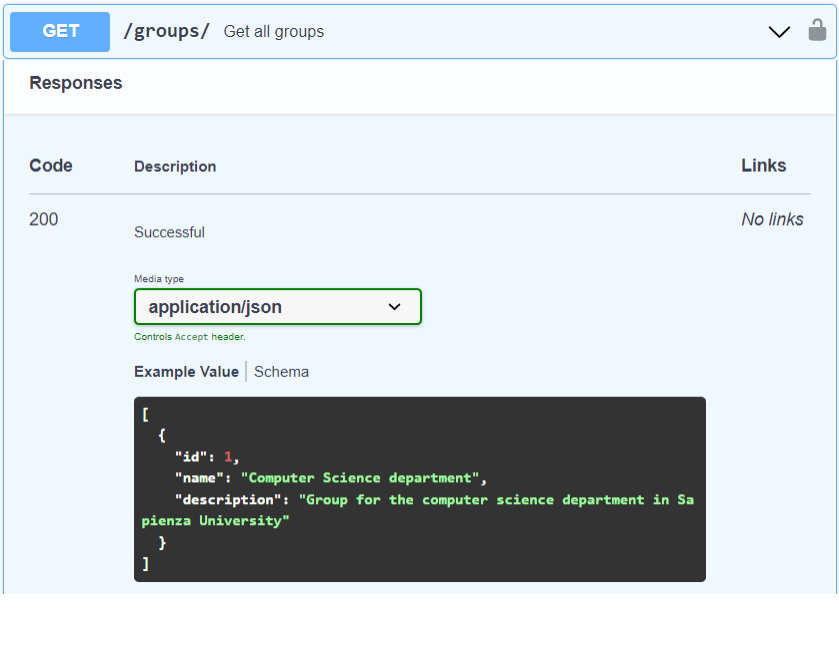 GET /groups/ Get all groups
Responses
Code Description Links
200 Successful No links
Media type
application/json
Controls Accept header.
Example Value | Schema
[
  {
    "id": 1,
    "name": "Computer Science department",
    "description": "Group for the computer science department in Sa
pienza University"
  }
]